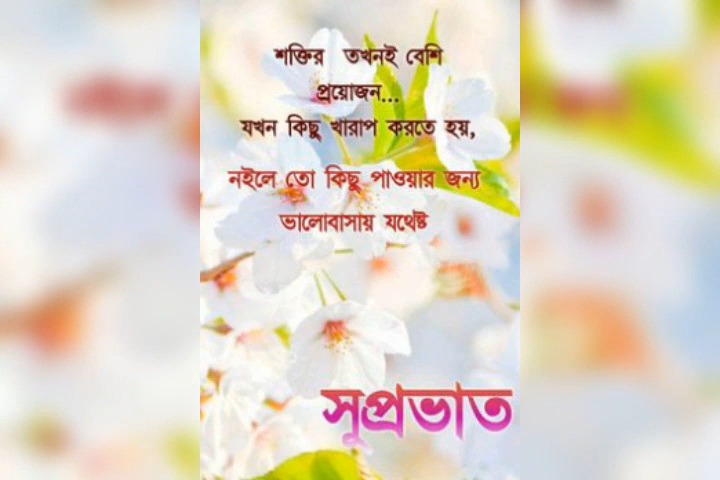 শক্তির তখনই বেশি
প্রয়োজন...
যখন কিছু খারাপ করতে হয়,
নইলে তো কিছু পাওয়ার জন্য
ভালোবাসায় যথেষ্ট
সুপ্রভাত